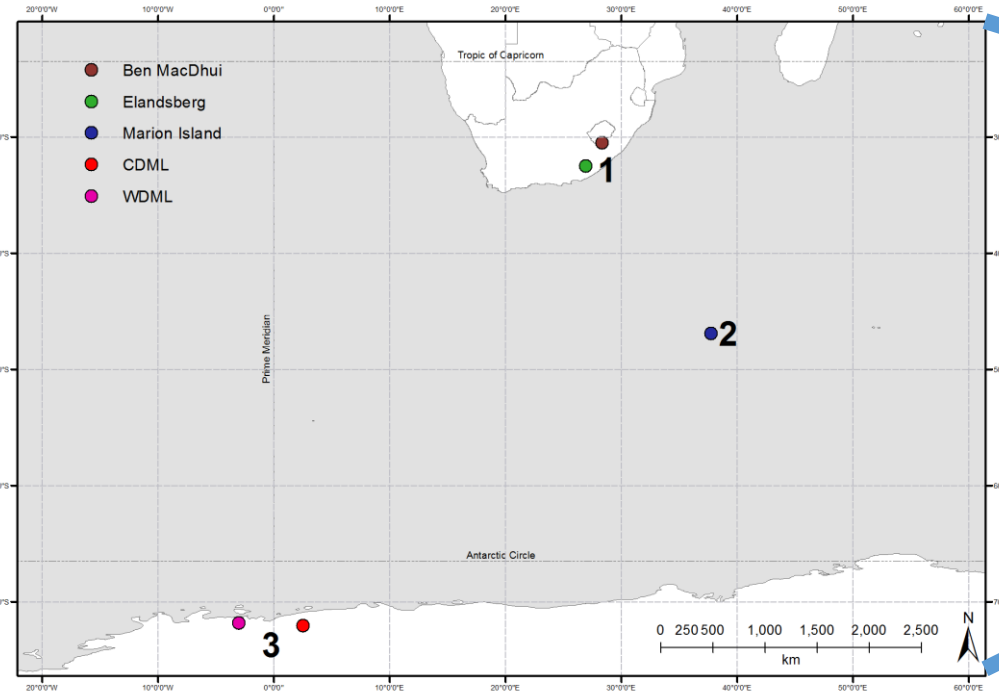 20°0'0"W 10°0'0"W 0°0'0" 10°0'0"E 20°0'0"E 30°0'0"E 40°0'0"E 50°0'0"E 60°0'0"E
Tropic of Capricorn
Ben MacDhui
Elandsberg
Marion Island
CDML
WDML
1
2
Prime Meridian
Antarctic Circle
3
N
0 250 500 1,000 1,500 2,000 2,500
km
20°0'0"W 10°0'0"W 0°0'0" 10°0'0"E 20°0'0"E 30°0'0"E 40°0'0"E 50°0'0"E 60°0'0"E